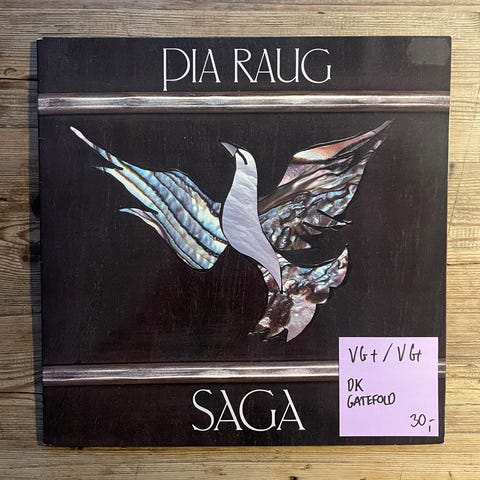 PIA RAUG
SAGA
VG+ / VG+
DK
GATEFOLD
30,-